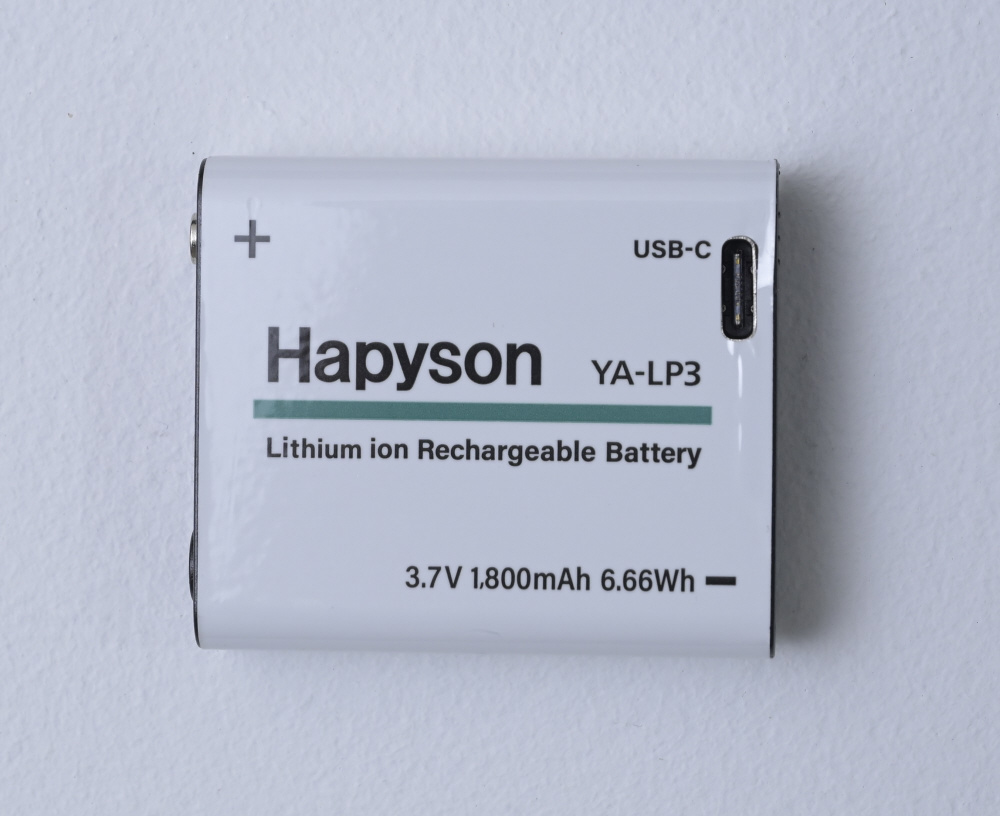 +
USB-C
Hapyson YA-LP3
Lithium ion Rechargeable Battery
3.7V 1,800mAh 6.66Wh −